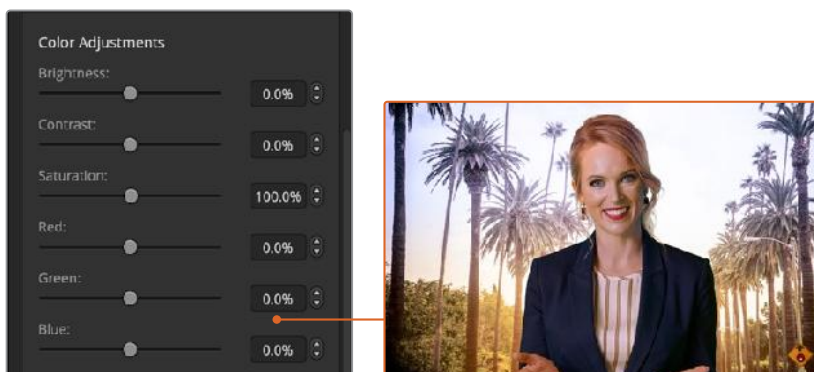 Color Adjustments
Brightness:
0.0%
Contrast:
0.0%
Saturation:
100.0%
Red:
0.0%
Green:
0.0%
Blue:
0.0%